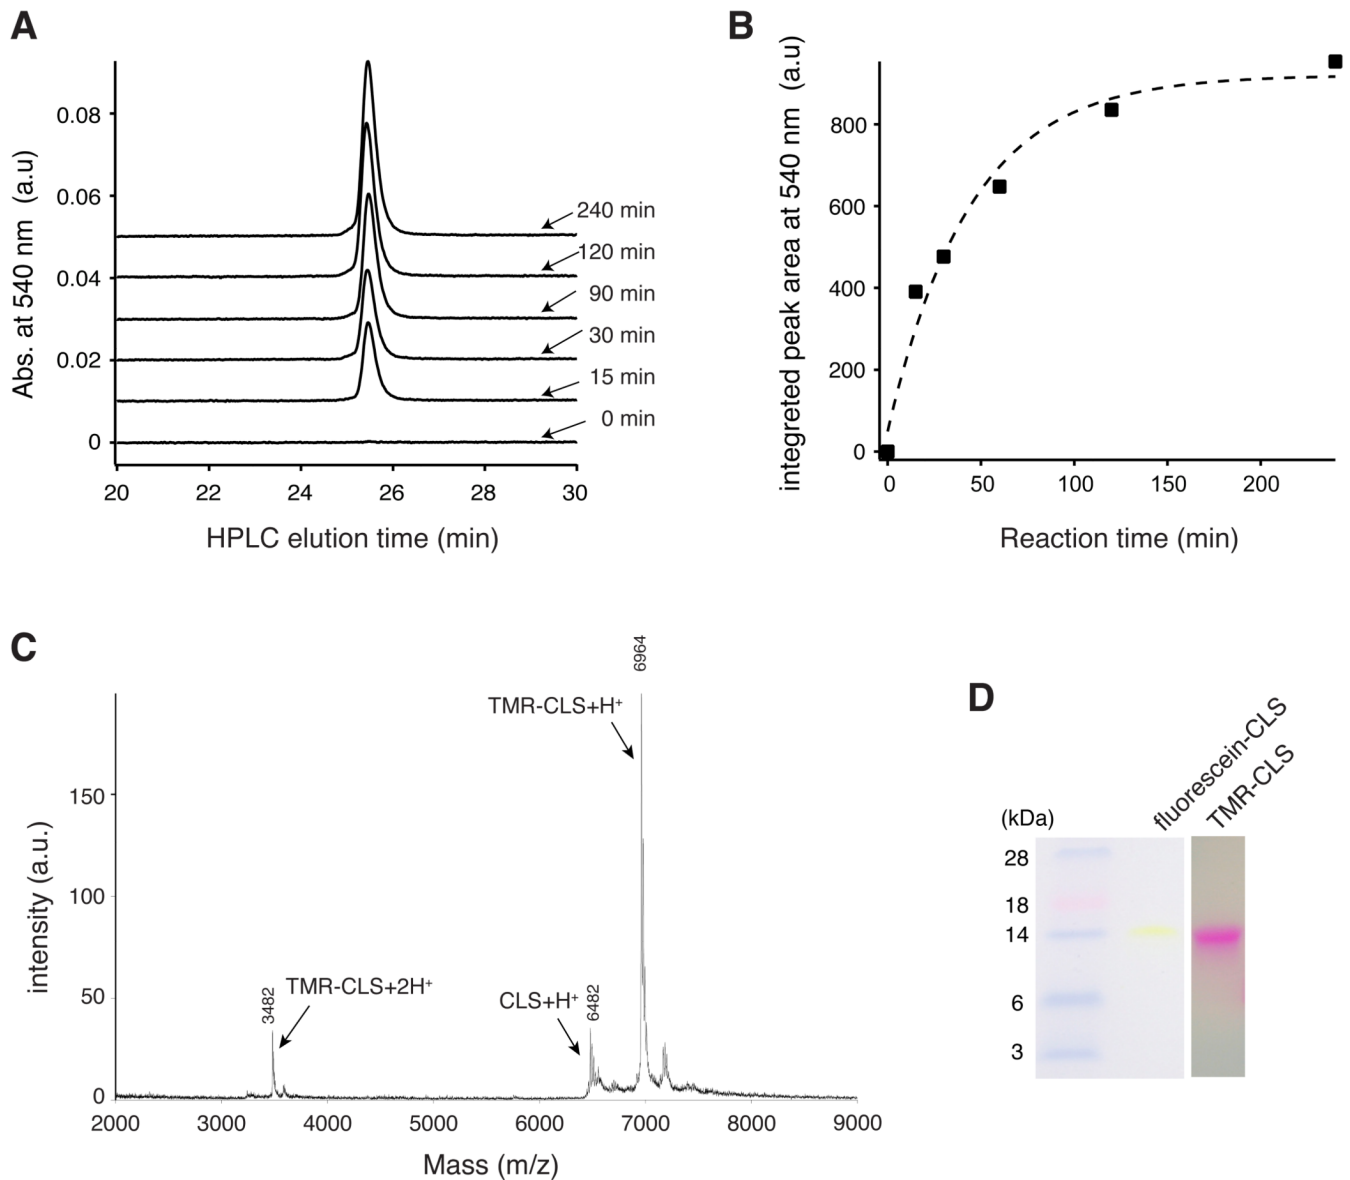 A
Abs. at 540 nm (a.u)
0.08
0.06
0.04
0.02
0
240 min
120 min
90 min
30 min
15 min
0 min
20 22 24 26 28 30
HPLC elution time (min)
B
integreted peak area at 540 nm (a.u)
800
600
400
200
0
0 50 100 150 200
Reaction time (min)
C
intensity (a.u.)
150
100
50
0
6964
TMR-CLS+H⁺
3482
TMR-CLS+2H⁺
CLS+H⁺
6482
2000 3000 4000 5000 6000 7000 8000 9000
Mass (m/z)
D
fluorescein-CLS
TMR-CLS
(kDa)
28
18
14
6
3